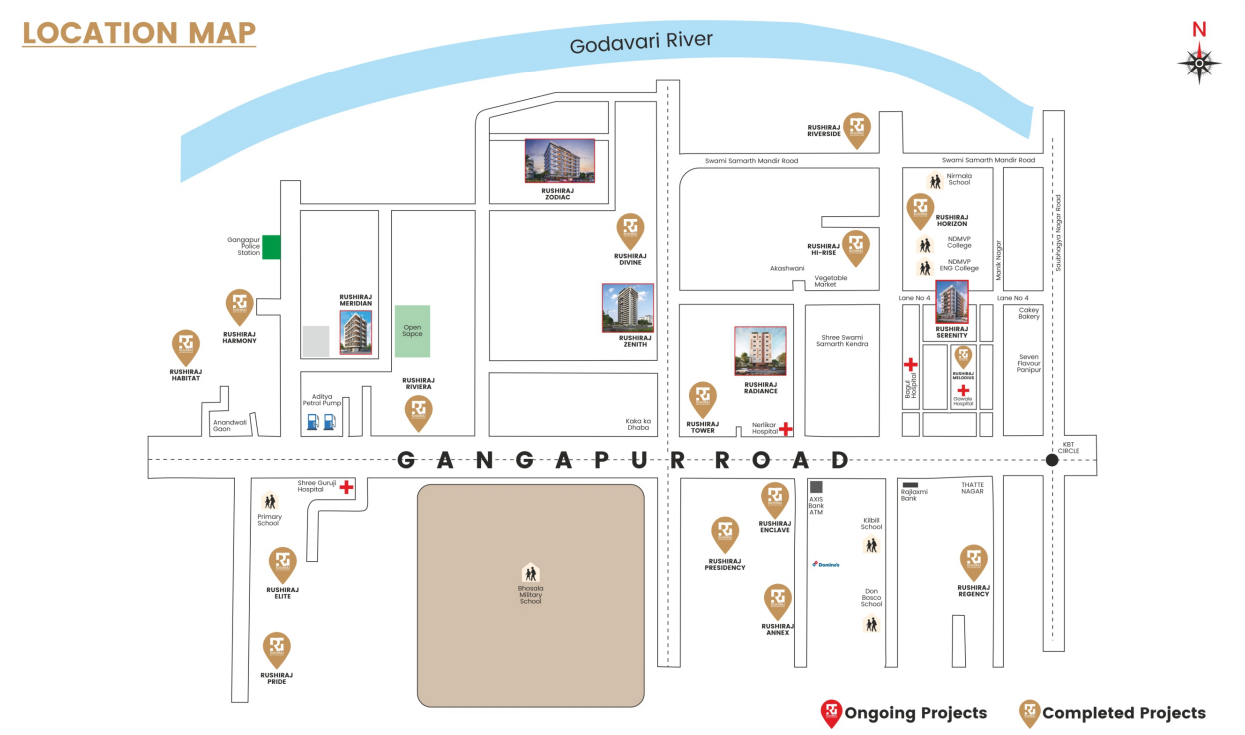 LOCATION MAP
Godavari River
N
RUSHIRAJ
RIVERSIDE
Swami Samarth Mandir Road
Swami Samarth Mandir Road
RUSHIRAJ
ZODIAC
Nirmala
School
Saubhagya Nagar Road
RUSHIRAJ
HORIZON
RUSHIRAJ
DIVINE
RUSHIRAJ
HI-RISE
NDMVP
College
NDMVP
ENG College
Manik Nagar
Gangapur
Police
Station
Akashwani
Vegetable
Market
RUSHIRAJ
MERIDIAN
Lane No 4
Lane No 4
RUSHIRAJ
HARMONY
Open
Sapce
RUSHIRAJ
ZENITH
RUSHIRAJ
SERENITY
Cakey
Bakery
Shree Swami
Samarth Kendra
RUSHIRAJ
HABITAT
RUSHIRAJ
RIVIERA
RUSHIRAJ
RADIANCE
Seven
Flavour
Panipur
RUSHIRAJ
MELODIUS
Bagul
Hospital
Gawale
Hospital
Aditya
Petrol Pump
Anandwali
Gaon
Kaka ka
Dhaba
RUSHIRAJ
TOWER
Nerlikar
Hospital
KBT
CIRCLE
GANGAPUR ROAD
Shree Guruji
Hospital
Primary
School
AXIS
Bank
ATM
Rajlaxmi
Bank
THATTE
NAGAR
RUSHIRAJ
ENCLAVE
Kilbill
School
RUSHIRAJ
PRESIDENCY
Domino's
RUSHIRAJ
ELITE
Bhosala
Military
School
RUSHIRAJ
REGENCY
Don
Bosco
School
RUSHIRAJ
ANNEX
RUSHIRAJ
PRIDE
Ongoing Projects
Completed Projects